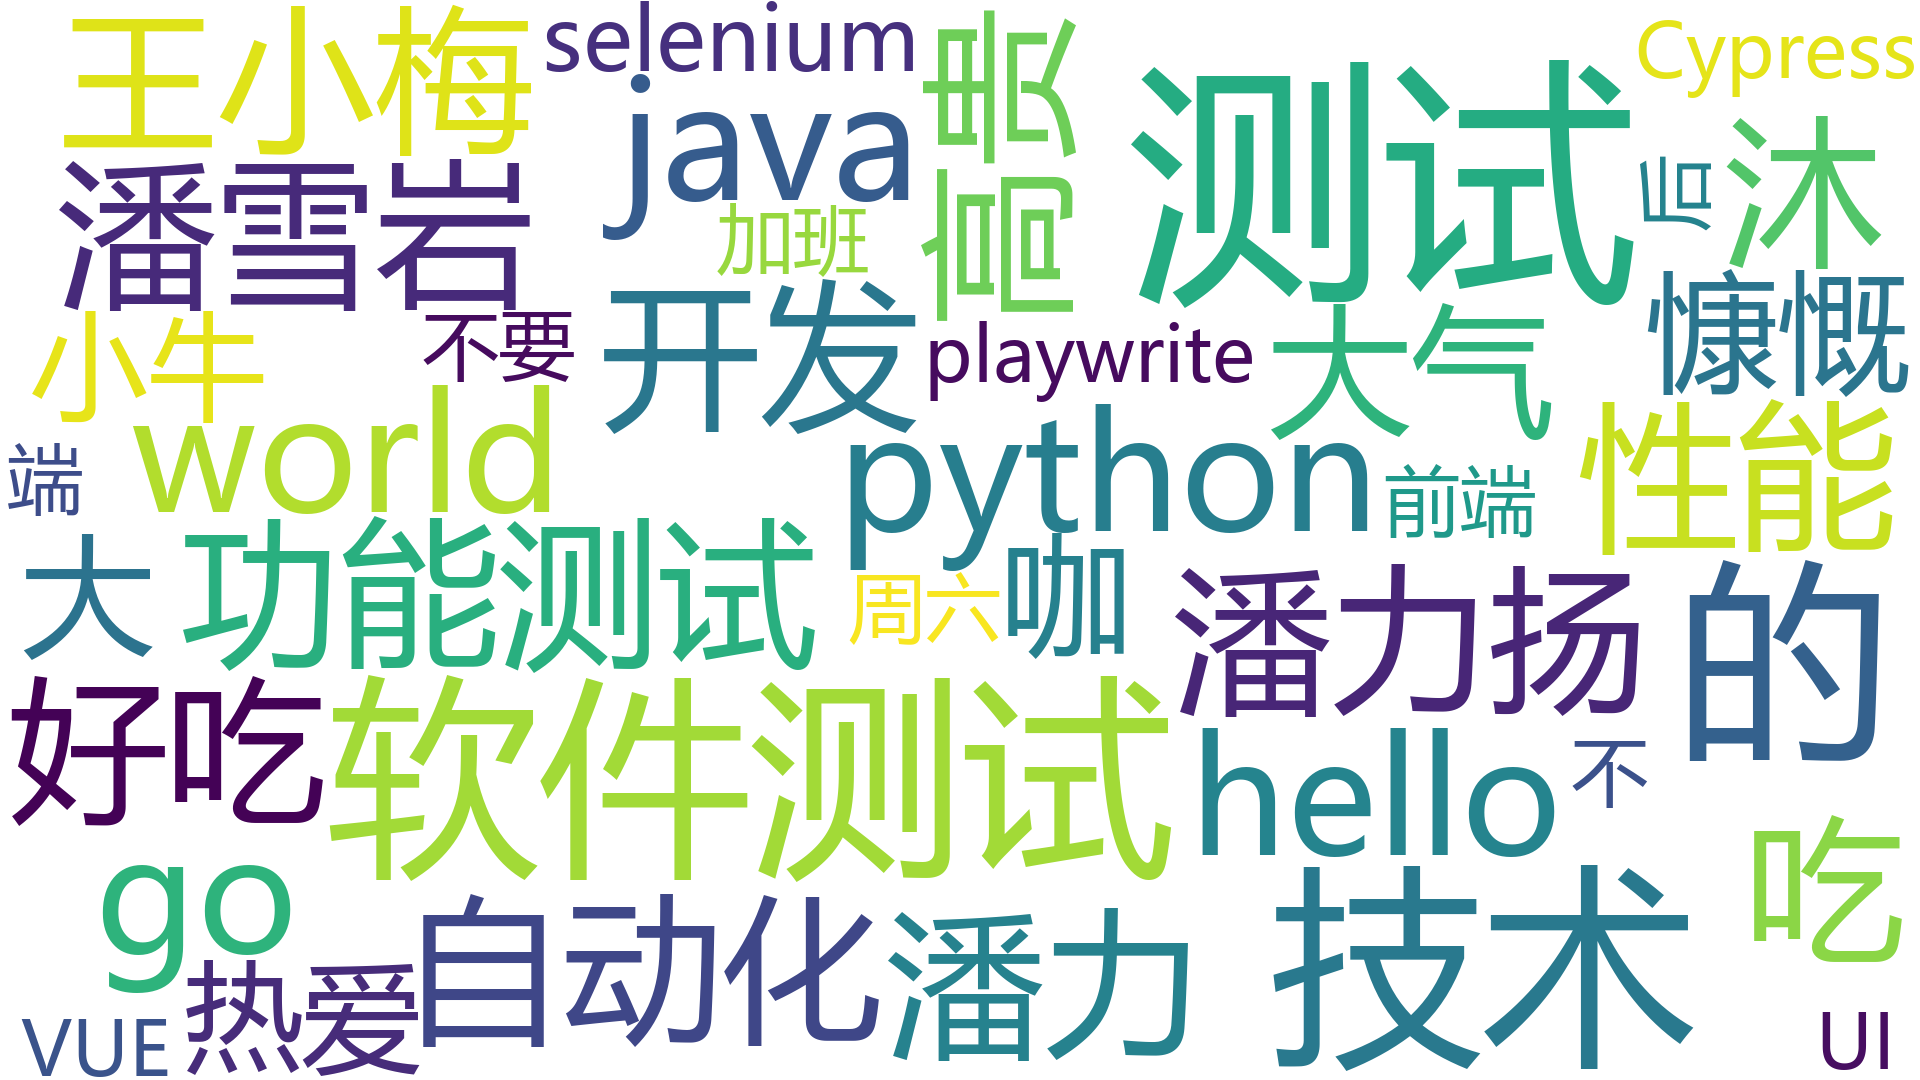 王小梅
selenium
高贵
测试
Cypress
java
潘雪岩
加班
后
沐
小牛
不要
开发
playwrite
大气
慷慨
端
world
python
前端
性能
大
功能测试
周六
咖
潘力扬
的
好吃
软件测试
hello
不
吃
go
自动化
潘力
技术
热爱
VUE
UI